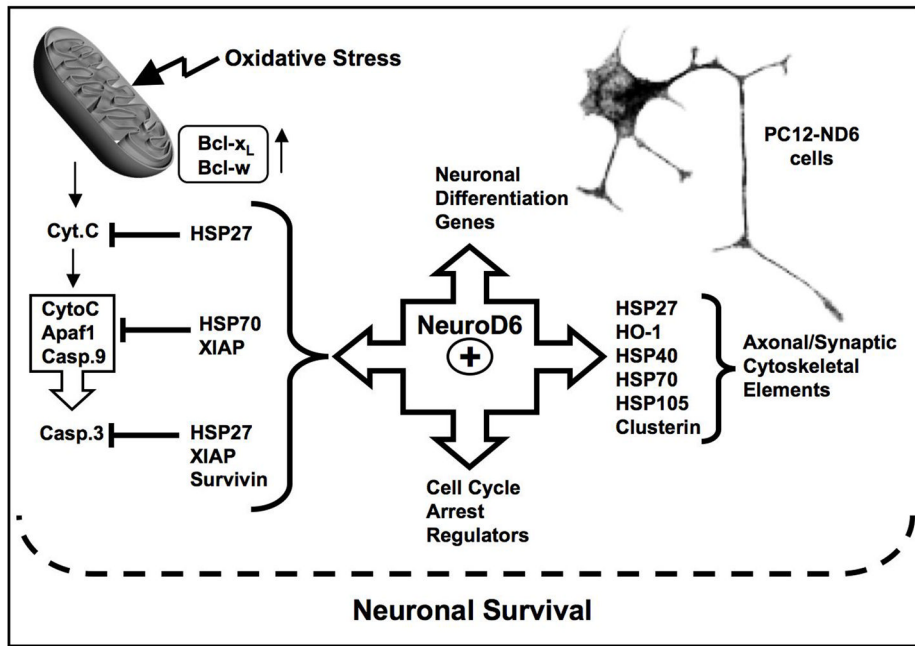 Oxidative Stress
Bcl-xL
Bcl-w
Cyt.C
HSP27
CytoC
Apaf1
Casp.9
HSP70
XIAP
Casp.3
HSP27
XIAP
Survivin
Neuronal
Differentiation
Genes
NeuroD6
+
Cell Cycle
Arrest
Regulators
PC12-ND6
cells
HSP27
HO-1
HSP40
HSP70
HSP105
Clusterin
Axonal/Synaptic
Cytoskeletal
Elements
Neuronal Survival